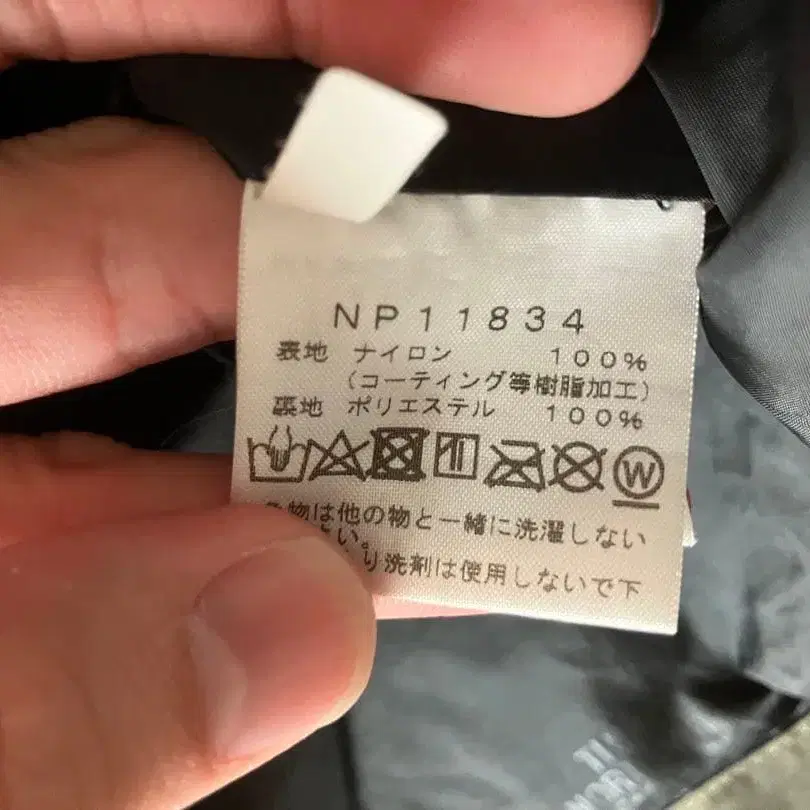 NP11834
表地 ナイロン 100%
(コーティング等樹脂加工)
裏地 ポリエステル 100%
W
物は他の物と一緒に洗濯しない
さい。
り洗剤は使用しないで下